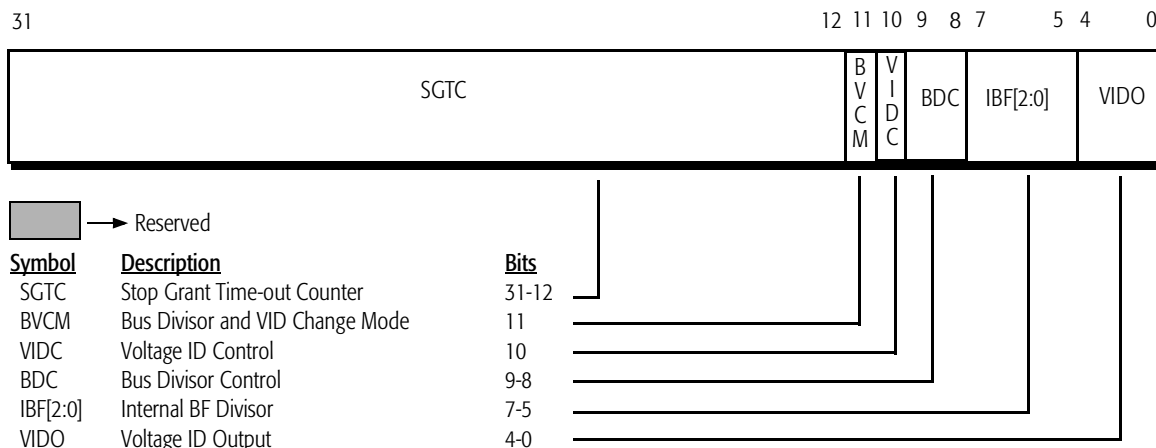 31 12 11 10 9 8 7 5 4 0
SGTC BVCM VIDC BDC IBF[2:0] VIDO
Reserved
Symbol Description Bits
SGTC Stop Grant Time-out Counter 31-12
BVCM Bus Divisor and VID Change Mode 11
VIDC Voltage ID Control 10
BDC Bus Divisor Control 9-8
IBF[2:0] Internal BF Divisor 7-5
VIDO Voltage ID Output 4-0